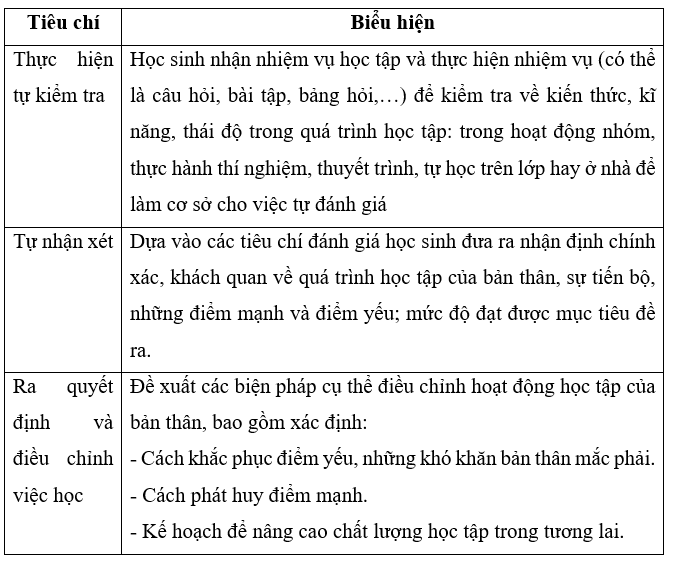 Tiêu chí
Biểu hiện
Thực hiện
tự kiểm tra
Học sinh nhận nhiệm vụ học tập và thực hiện nhiệm vụ (có thể
là câu hỏi, bài tập, bảng hỏi,…) để kiểm tra về kiến thức, kĩ
năng, thái độ trong quá trình học tập: trong hoạt động nhóm,
thực hành thí nghiệm, thuyết trình, tự học trên lớp hay ở nhà để
làm cơ sở cho việc tự đánh giá
Tự nhận xét
Dựa vào các tiêu chí đánh giá học sinh đưa ra nhận định chính
xác, khách quan về quá trình học tập của bản thân, sự tiến bộ,
những điểm mạnh và điểm yếu; mức độ đạt được mục tiêu đề
ra.
Ra quyết
định và
điều chỉnh
việc học
Đề xuất các biện pháp cụ thể điều chỉnh hoạt động học tập của
bản thân, bao gồm xác định:
- Cách khắc phục điểm yếu, những khó khăn bản thân mắc phải.
- Cách phát huy điểm mạnh.
- Kế hoạch để nâng cao chất lượng học tập trong tương lai.